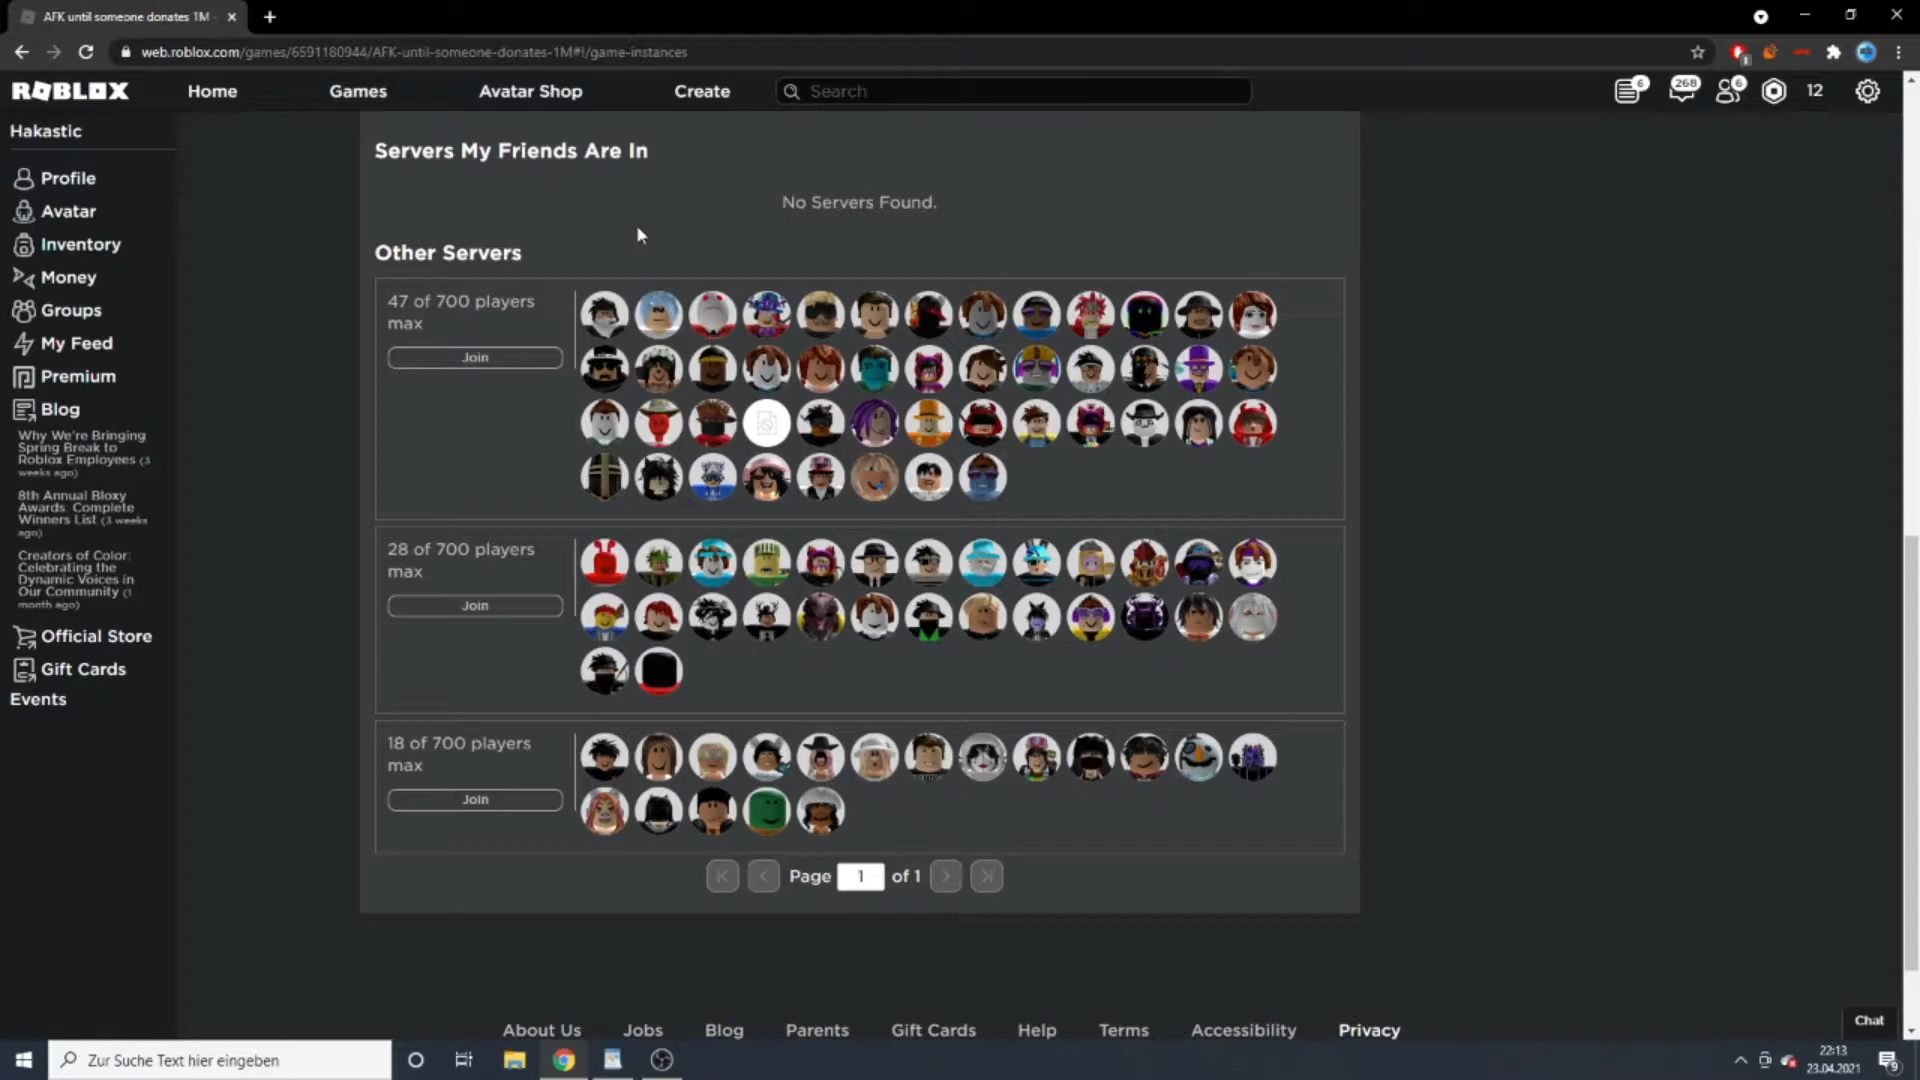 AFK until someone donates 1M -
web.roblox.com/games/6591180944/AFK-until-someone-donates-1M#!/game-instances
ROBLOX
Home
Games
Avatar Shop
Create
Search
6
268
6
12
Hakastic
Profile
Avatar
Inventory
Money
Groups
My Feed
Premium
Blog
Why We're Bringing
Spring Break to
Roblox Employees (3
weeks ago)
8th Annual Bloxy
Awards: Complete
Winners List (3 weeks
ago)
Creators of Color:
Celebrating the
Dynamic Voices in
Our Community (1
month ago)
Official Store
Gift Cards
Events
Servers My Friends Are In
No Servers Found.
Other Servers
47 of 700 players
max
Join
28 of 700 players
max
Join
18 of 700 players
max
Join
Page 1 of 1
About Us
Jobs
Blog
Parents
Gift Cards
Help
Terms
Accessibility
Privacy
Chat
Zur Suche Text hier eingeben
22:13
23.04.2021
9